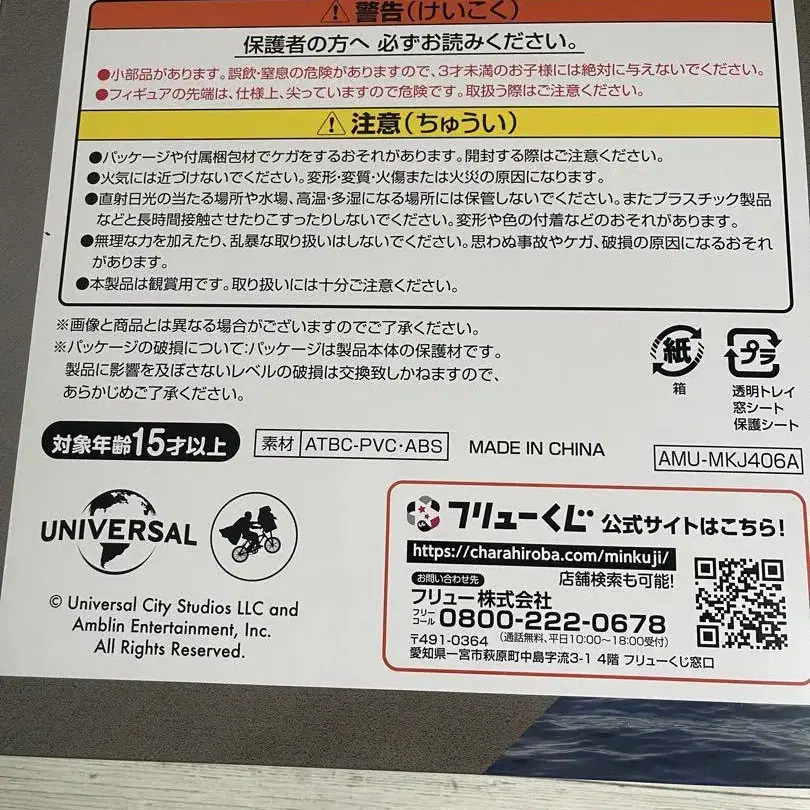 ⚠警告(けいこく)
保護者の方へ 必ずお読みください。
●小部品があります。誤飲・窒息の危険がありますので、3才未満のお子様には絶対に与えないでください。
●フィギュアの先端は、仕様上、尖っていますので危険です。取扱う際はご注意ください。
⚠注意(ちゅうい)
●パッケージや付属梱包材でケガをするおそれがあります。開封する際はご注意ください。
●火気には近づけないでください。変形・変質・火傷または火災の原因になります。
●直射日光の当たる場所や水場、高温・多湿になる場所には保管しないでください。またプラスチック製品
などと長時間接触させたりこすったりしないでください。変形や色の付着などのおそれがあります。
●無理な力を加えたり、乱暴な取り扱いはしないでください。思わぬ事故やケガ、破損の原因になるおそれ
があります。
●本製品は観賞用です。取り扱いには十分ご注意ください。
※画像と商品とは異なる場合がございますのでご了承ください。
※パッケージの破損について:パッケージは製品本体の保護材です。
製品に影響を及ぼさないレベルの破損は交換致しかねますので、
あらかじめご了承ください。
紙
箱
プラ
透明トレイ
窓シート
保護シート
対象年齢15才以上
素材 ATBC-PVC・ABS
MADE IN CHINA
AMU-MKJ406A
UNIVERSAL
© Universal City Studios LLC and
Amblin Entertainment, Inc.
All Rights Reserved.
フリューくじ 公式サイトはこちら!
https://charahiroba.com/minkuji/
店舗検索も可能!
お問い合わせ先
フリュー株式会社
フリーコール 0800-222-0678
〒491-0364 (通話無料、平日10:00~18:00受付)
愛知県一宮市萩原町中島字流3-1 4階 フリューくじ窓口